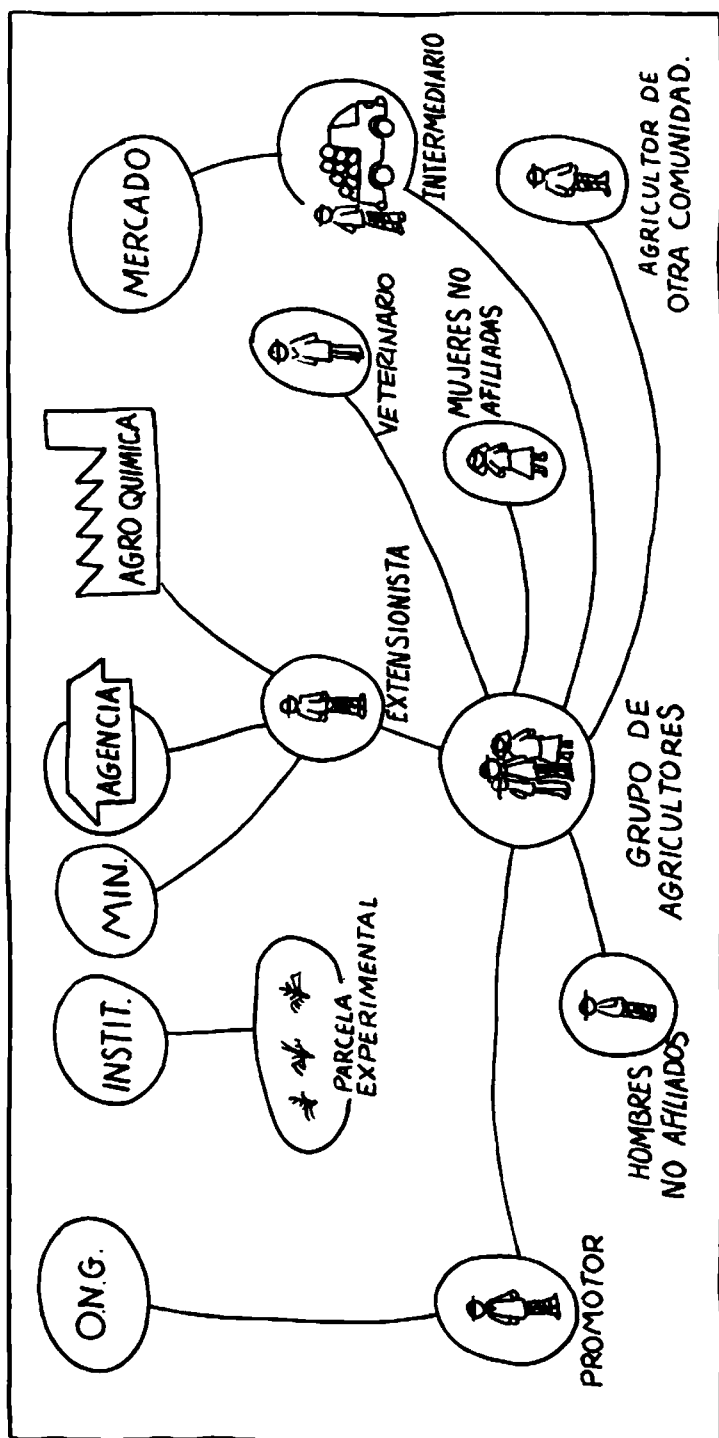 O.N.G.
INSTIT.
MIN.
AGENCIA
AGRO QUIMICA
MERCADO
PARCELA
EXPERIMENTAL
EXTENSIONISTA
VETERINARIO
INTERMEDIARIO
MUJERES NO
AFILIADAS
PROMOTOR
HOMBRES
NO AFILIADOS
GRUPO DE
AGRICULTORES
AGRICULTOR DE
OTRA COMUNIDAD.